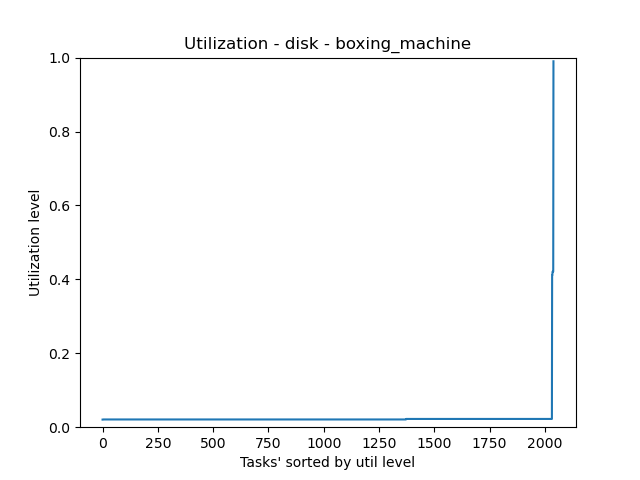 Utilization - disk - boxing_machine
1.0
0.8
0.6
0.4
0.2
0.0
Utilization level
0 250 500 750 1000 1250 1500 1750 2000
Tasks' sorted by util level